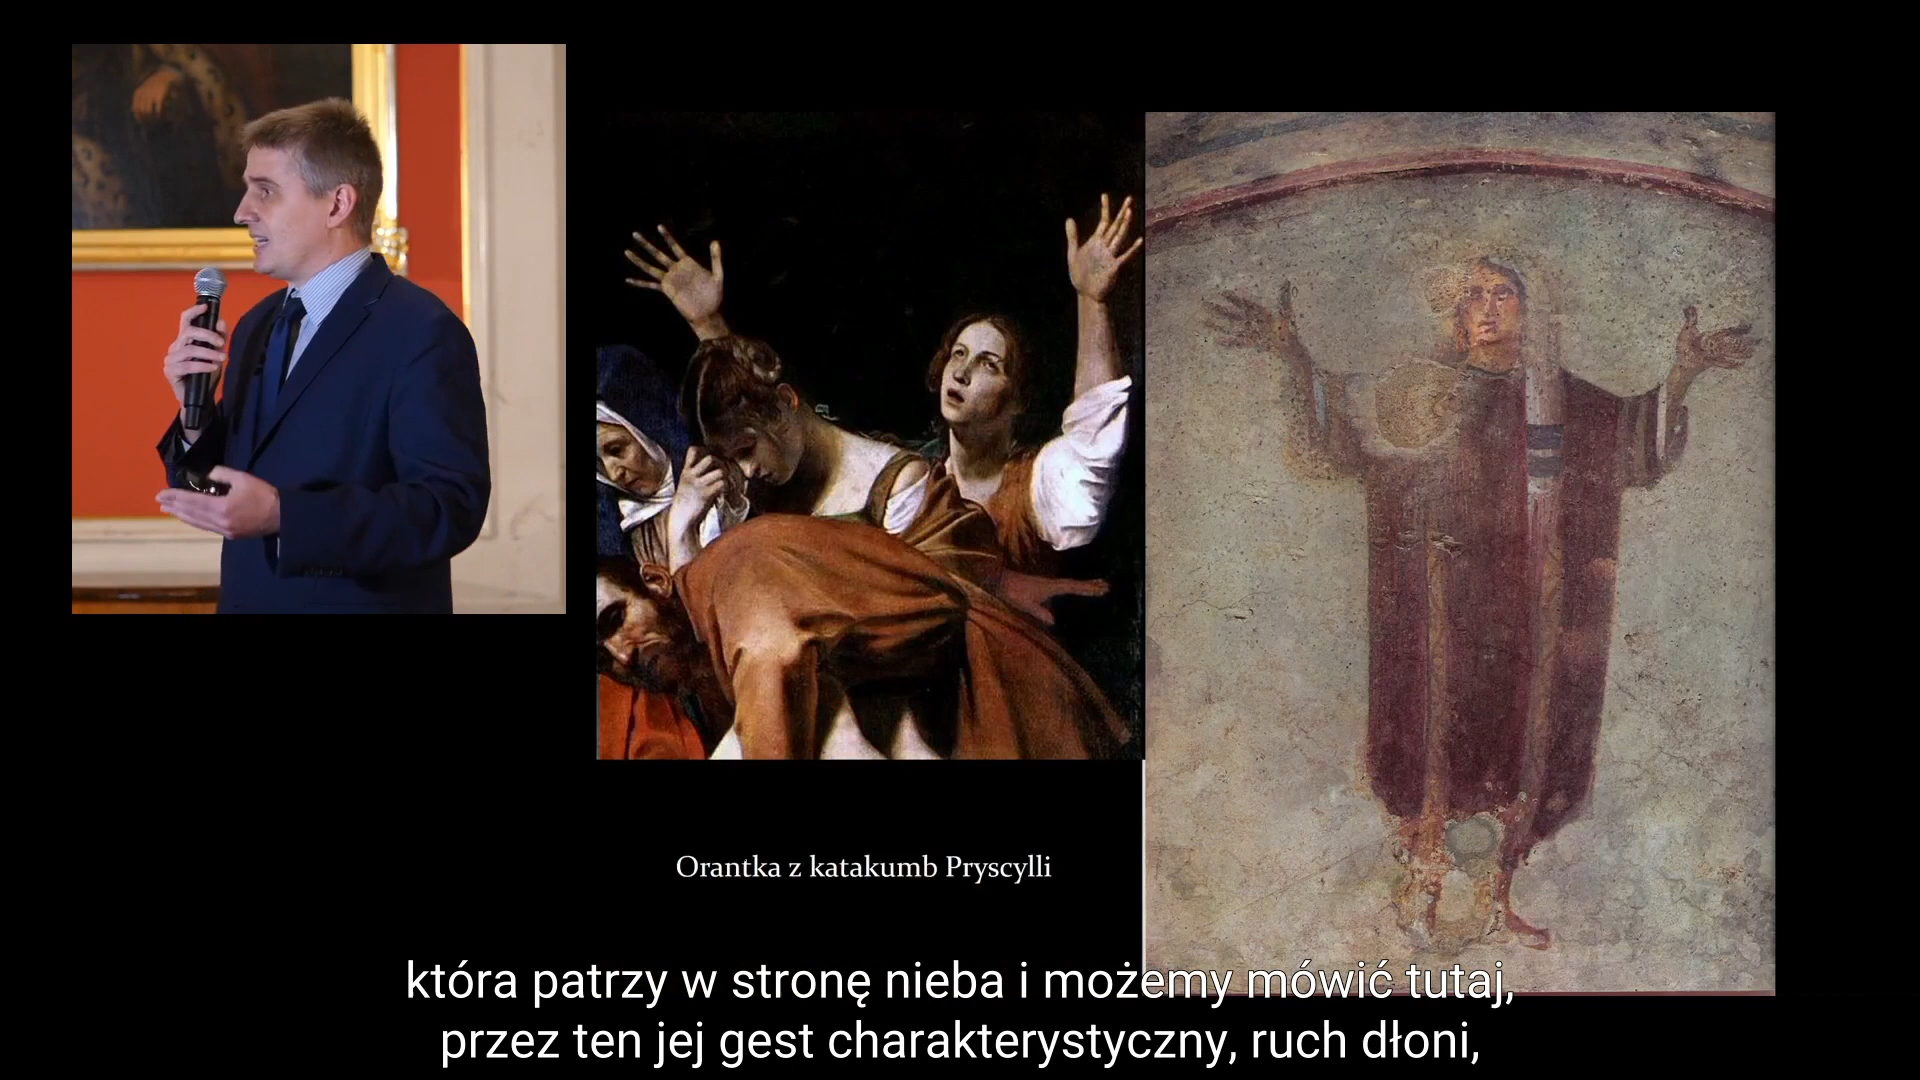 Orantka z katakumb Pryscylli
która patrzy w stronę nieba i możemy mówić tutaj,
przez ten jej gest charakterystyczny, ruch dłoni,